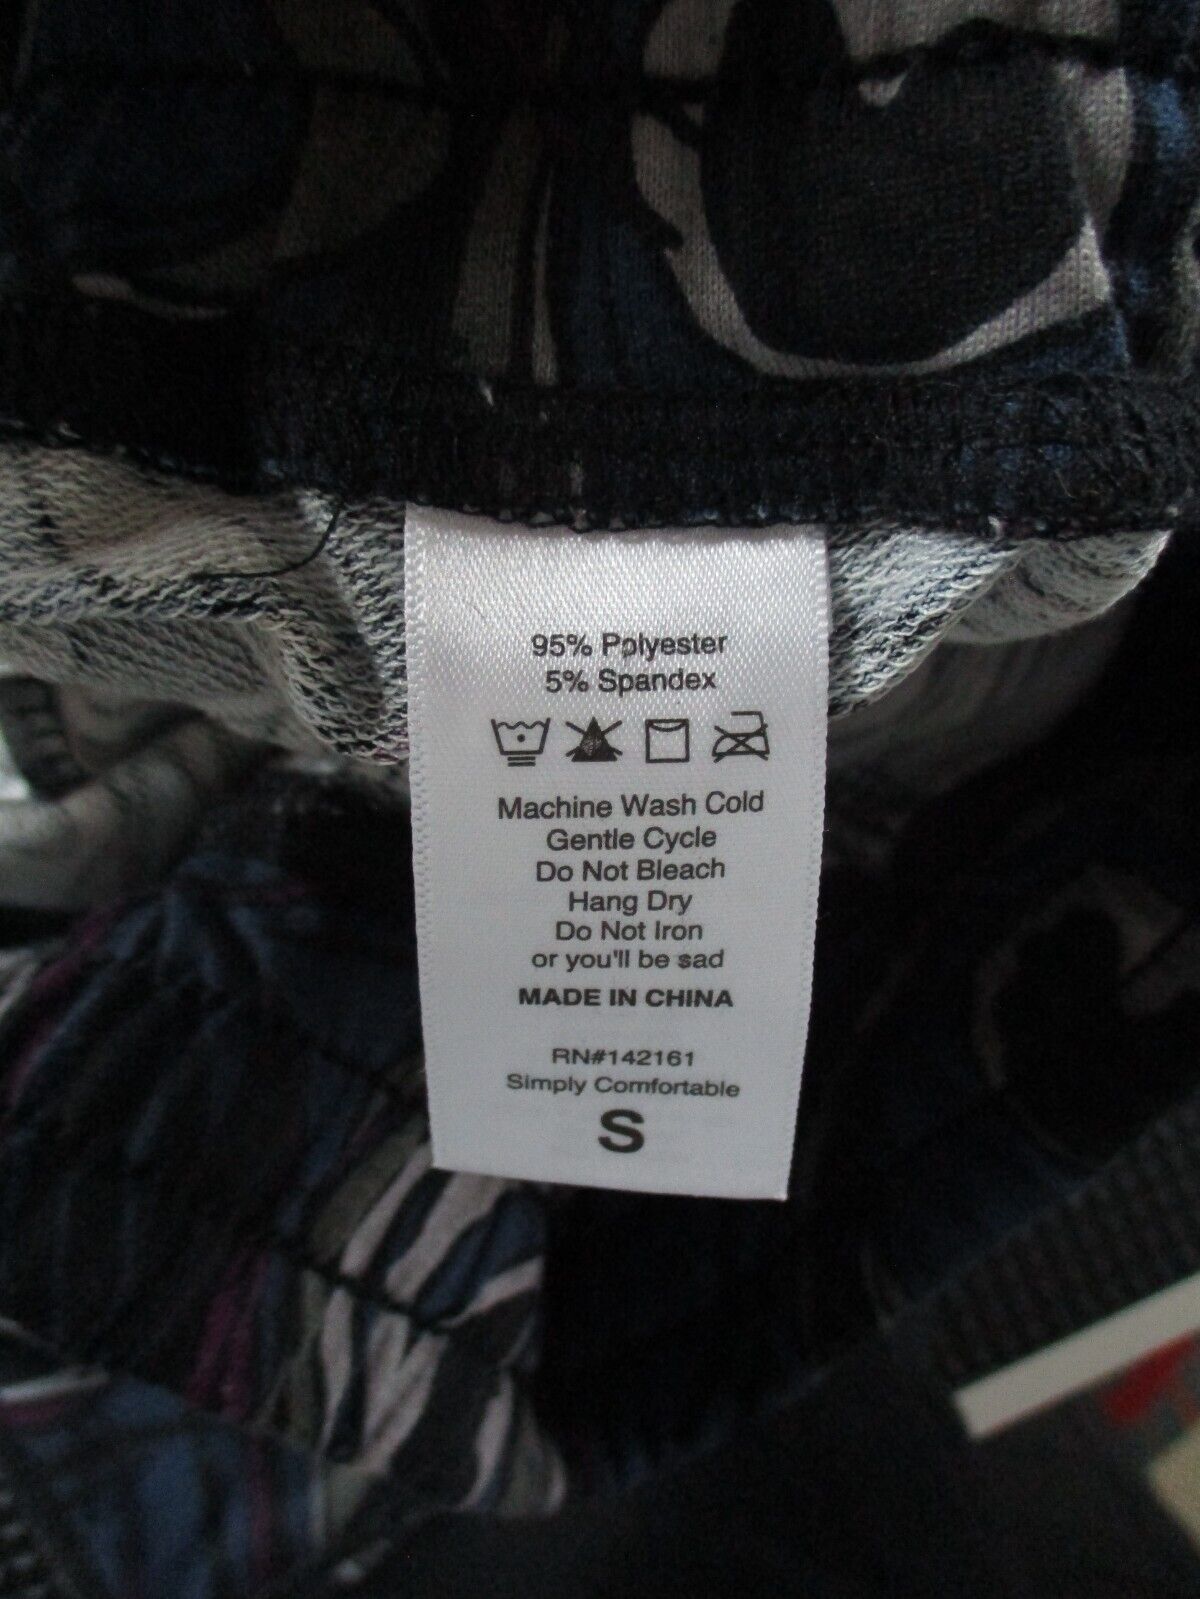 95% Polyester
5% Spandex
Machine Wash Cold
Gentle Cycle
Do Not Bleach
Hang Dry
Do Not Iron
or you'll be sad
MADE IN CHINA
RN#142161
Simply Comfortable
S